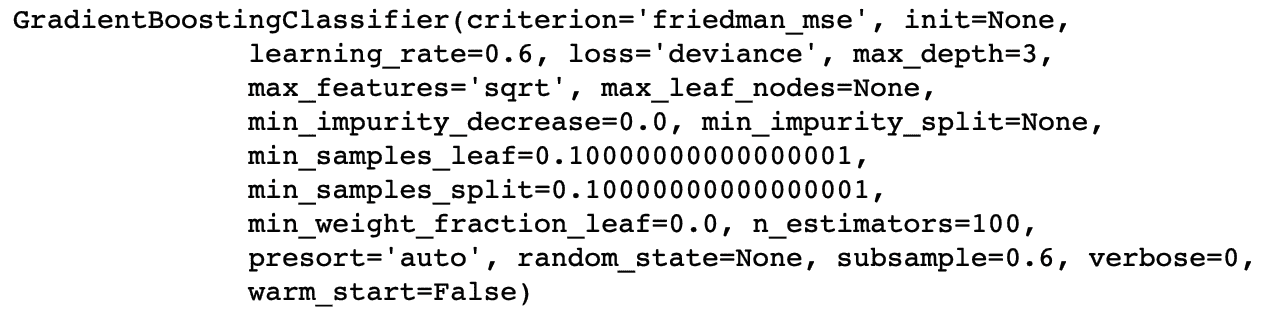 GradientBoostingClassifier(criterion='friedman_mse', init=None,
learning_rate=0.6, loss='deviance', max_depth=3,
max_features='sqrt', max_leaf_nodes=None,
min_impurity_decrease=0.0, min_impurity_split=None,
min_samples_leaf=0.10000000000000001,
min_samples_split=0.10000000000000001,
min_weight_fraction_leaf=0.0, n_estimators=100,
presort='auto', random_state=None, subsample=0.6, verbose=0,
warm_start=False)